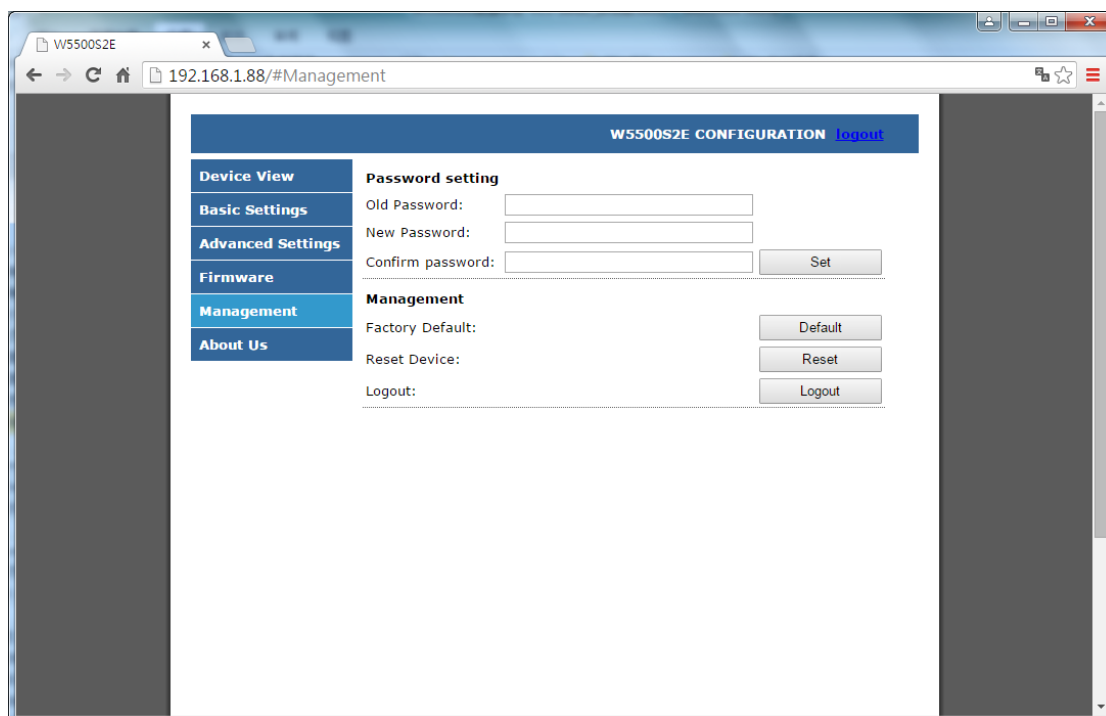 W5500S2E
192.168.1.88/#Management
W5500S2E CONFIGURATION logout
Device View
Basic Settings
Advanced Settings
Firmware
Management
About Us
Password setting
Old Password:
New Password:
Confirm password: Set
Management
Factory Default: Default
Reset Device: Reset
Logout: Logout